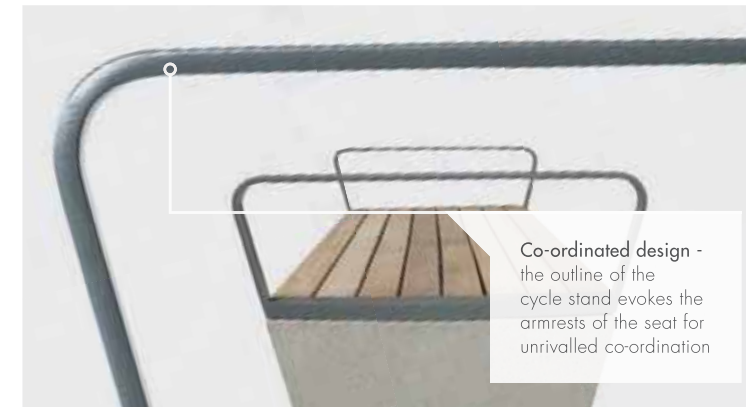 Co-ordinated design -
the outline of the
cycle stand evokes the
armrests of the seat for
unrivalled co-ordination